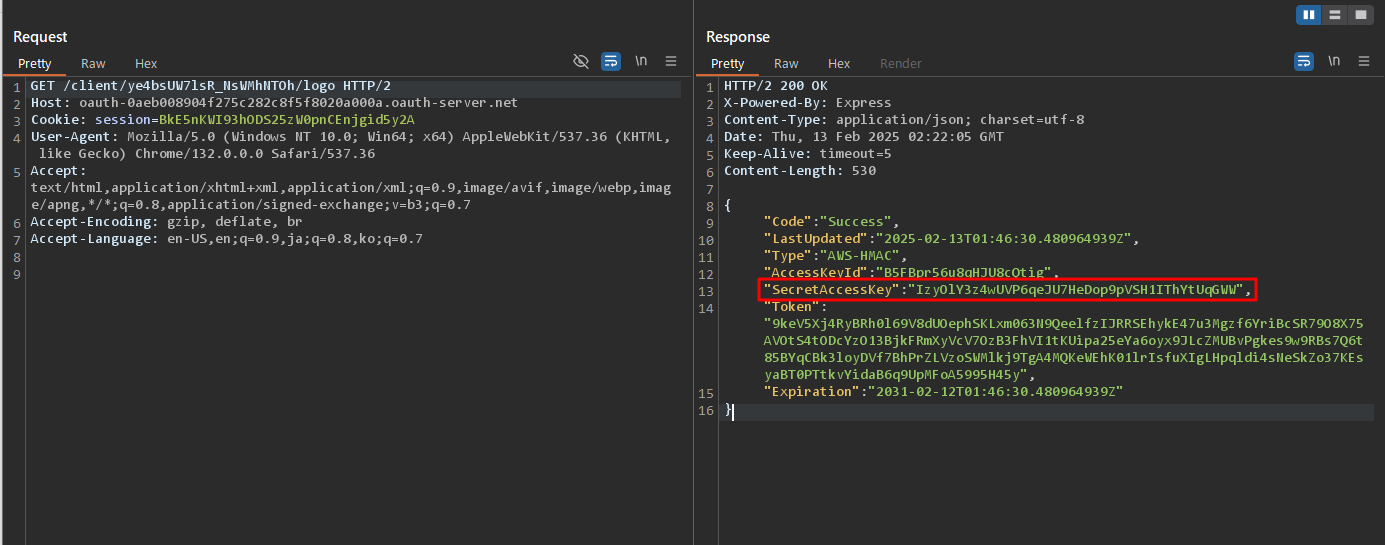 Request
Pretty Raw Hex
\n
1 GET /client/ye4bsUW7lsR_NsWMhNTOh/logo HTTP/2
2 Host: oauth-0aeb008904f275c282c8f5f8020a000a.oauth-server.net
3 Cookie: session=BkE5nKWI93hODS25zW0pnCEnjgid5y2A
4 User-Agent: Mozilla/5.0 (Windows NT 10.0; Win64; x64) AppleWebKit/537.36 (KHTML,
like Gecko) Chrome/132.0.0.0 Safari/537.36
5 Accept:
text/html,application/xhtml+xml,application/xml;q=0.9,image/avif,image/webp,imag
e/apng,*/*;q=0.8,application/signed-exchange;v=b3;q=0.7
6 Accept-Encoding: gzip, deflate, br
7 Accept-Language: en-US,en;q=0.9,ja;q=0.8,ko;q=0.7
8
9
Response
Pretty Raw Hex Render
\n
1 HTTP/2 200 OK
2 X-Powered-By: Express
3 Content-Type: application/json; charset=utf-8
4 Date: Thu, 13 Feb 2025 02:22:05 GMT
5 Keep-Alive: timeout=5
6 Content-Length: 530
7
8 {
9 "Code":"Success",
10 "LastUpdated":"2025-02-13T01:46:30.480964939Z",
11 "Type":"AWS-HMAC",
12 "AccessKeyId":"B5FBpr56u8qHJU8cOtig",
13 "SecretAccessKey":"IzyOlY3z4wUVP6qeJU7HeDop9pVSH1IThYtUqGWW",
14 "Token":
"9keV5Xj4RyBRh0l69V8dUOephSKLxm063N9QeelfzIJRRSEhykE47u3Mgzf6YriBcSR79O8X75
AVOtS4tODcYzO13BjkFRmXyVcV7OzB3FhVI1tKUipa25eYa6oyx9JLcZMUBvPgkes9w9RBs7Q6t
85BYqCBk3loyDVf7BhPrZLVzoSWMlkj9TgA4MQKeWEhK01lrIsfuXIgLHpqldi4sNeSkZo37KEs
yaBT0PTtkvYidaB6q9UpMFoA5995H45y",
15 "Expiration":"2031-02-12T01:46:30.480964939Z"
16 }